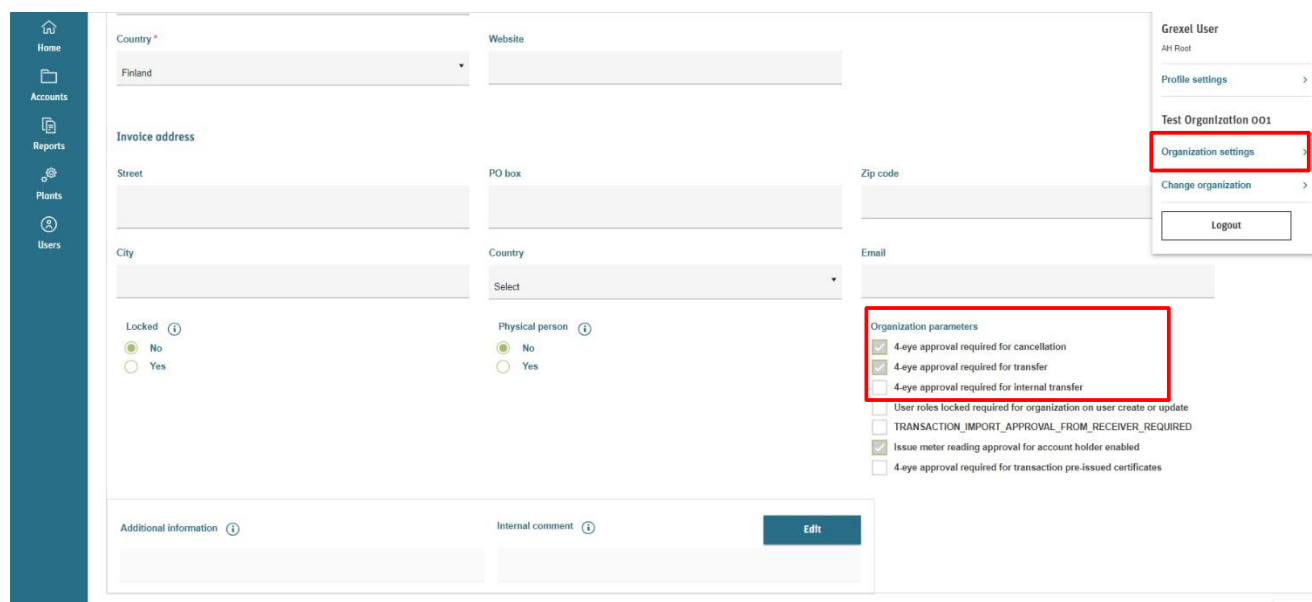 Home
Accounts
Reports
Plants
Users
Country *
Website
Finland
Invoice address
Street
PO box
Zip code
City
Country
Email
Select
Locked
No
Yes
Physical person
No
Yes
Organization parameters
4-eye approval required for cancellation
4-eye approval required for transfer
4-eye approval required for internal transfer
User roles locked required for organization on user create or update
TRANSACTION_IMPORT_APPROVAL_FROM_RECEIVER_REQUIRED
Issue meter reading approval for account holder enabled
4-eye approval required for transaction pre-issued certificates
Additional information
Internal comment
Edit
Grexel User
AH Root
Profile settings
Test Organization 001
Organization settings
Change organization
Logout